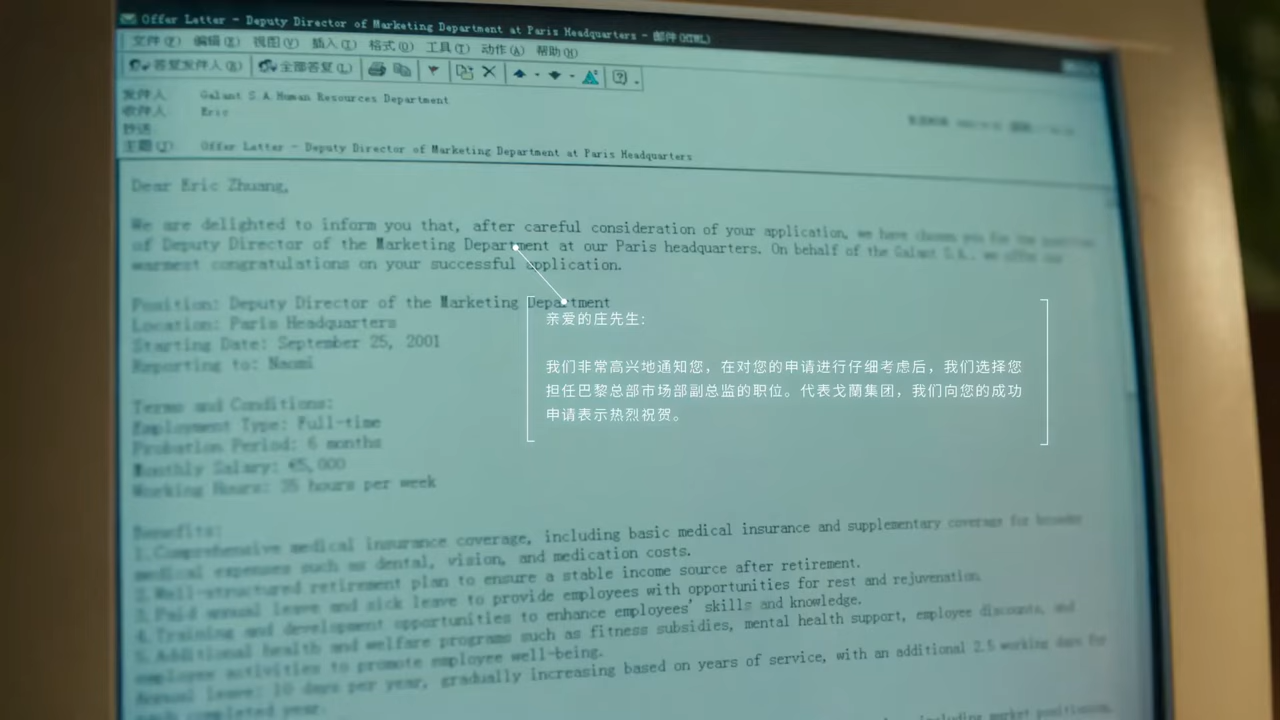 Offer Letter - Deputy Director of Marketing Department at Paris Headquarters - 邮件(HTML)
文件(F) 编辑(E) 视图(V) 插入(I) 格式(O) 工具(T) 动作(A) 帮助(H)
答复发件人(R) 全部答复(L)
发件人 Galant S.A.Human Resources Department
收件人 Eric
抄送
主题(J) Offer Letter - Deputy Director of Marketing Department at Paris Headquarters
Dear Eric Zhuang,
We are delighted to inform you that, after careful consideration of your application, we have chosen you for the position
of Deputy Director of the Marketing Department at our Paris headquarters. On behalf of the Galant S.A., we offer our
warmest congratulations on your successful application.
Position: Deputy Director of the Marketing Department
Location: Paris Headquarters
Starting Date: September 25, 2001
Reporting to: Naomi
亲爱的庄先生:
我们非常高兴地通知您，在对您的申请进行仔细考虑后，我们选择您
担任巴黎总部市场部副总监的职位。代表戈蘭集团，我们向您的成功
申请表示热烈祝贺。
Terms and Conditions:
Employment Type: Full-time
Probation Period: 6 months
Monthly Salary: €5,000
Working Hours: 35 hours per week
Benefits:
1.Comprehensive medical insurance coverage, including basic medical insurance and supplementary coverage for broader
medical expenses such as dental, vision, and medication costs.
2.Well-structured retirement plan to ensure a stable income source after retirement.
3.Paid annual leave and sick leave to provide employees with opportunities for rest and rejuvenation.
4.Training and development opportunities to enhance employees' skills and knowledge.
5.Additional health and welfare programs such as fitness subsidies, mental health support, employee discounts, and
employee activities to promote employee well-being.
Annual leave: 10 days per year, gradually increasing based on years of service, with an additional 2.5 working days for
each completed year.
including market positioning,